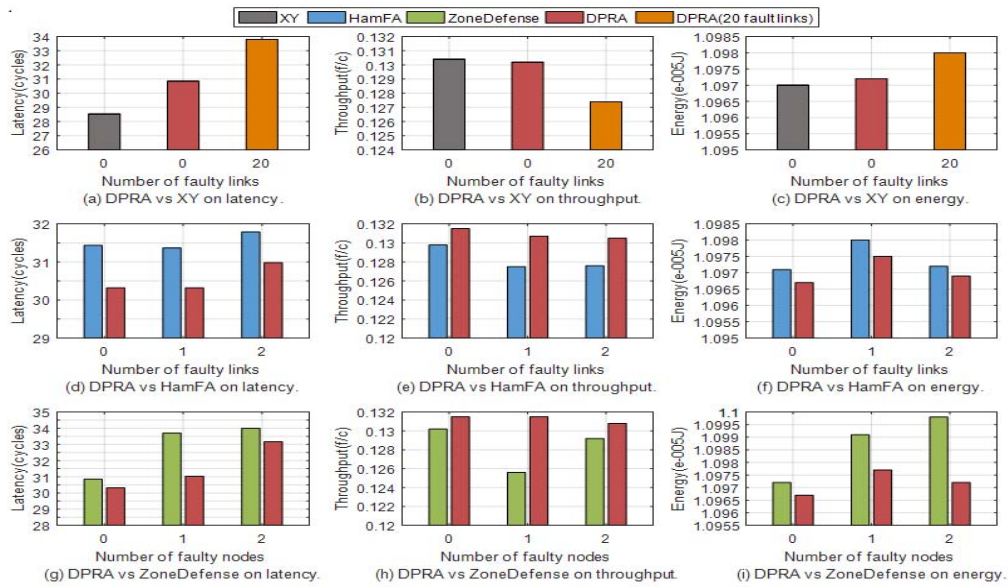 XY HamFA ZoneDefense DPRA DPRA(20 fault links)
Latency(cycles)
34
33
32
31
30
29
28
27
26
0 0 20
Number of faulty links
(a) DPRA vs XY on latency.
Throughput(f/c)
0.132
0.13
0.129
0.127
0.126
0.124
0 0 20
Number of faulty links
(b) DPRA vs XY on throughput.
Energy(e-005J)
1.0985
1.098
1.0975
1.097
1.0965
1.096
1.0955
1.095
0 0 20
Number of faulty links
(c) DPRA vs XY on energy.
Latency(cycles)
32
31
30
29
0 1 2
Number of faulty links
(d) DPRA vs HamFA on latency.
Throughput(f/c)
0.132
0.13
0.128
0.126
0.124
0.122
0.12
0 1 2
Number of faulty links
(e) DPRA vs HamFA on throughput.
Energy(e-005J)
1.0985
1.098
1.097
1.0965
1.096
1.0955
1.095
0 1 2
Number of faulty links
(f) DPRA vs HamFA on energy.
Latency(cycles)
35
34
33
33
31
30
30
29
28
0 1 2
Number of faulty nodes
(g) DPRA vs ZoneDefense on latency.
Throughput(f/c)
0.132
0.13
0.128
0.126
0.124
0.122
0.12
0 1 2
Number of faulty nodes
(h) DPRA vs ZoneDefense on throughput.
Energy(e-005J)
1.1
1.0995
1.099
1.098
1.0975
1.097
1.0965
1.096
1.0955
0 1 2
Number of faulty nodes
(i) DPRA vs ZoneDefense on energy.